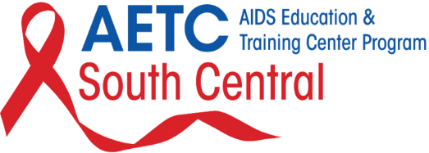 AETC AIDS Education &
Training Center Program
South Central